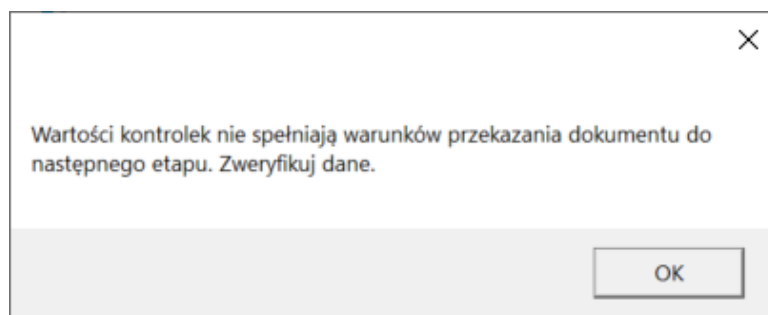 Wartości kontrolek nie spełniają warunków przekazania dokumentu do
następnego etapu. Zweryfikuj dane.
OK